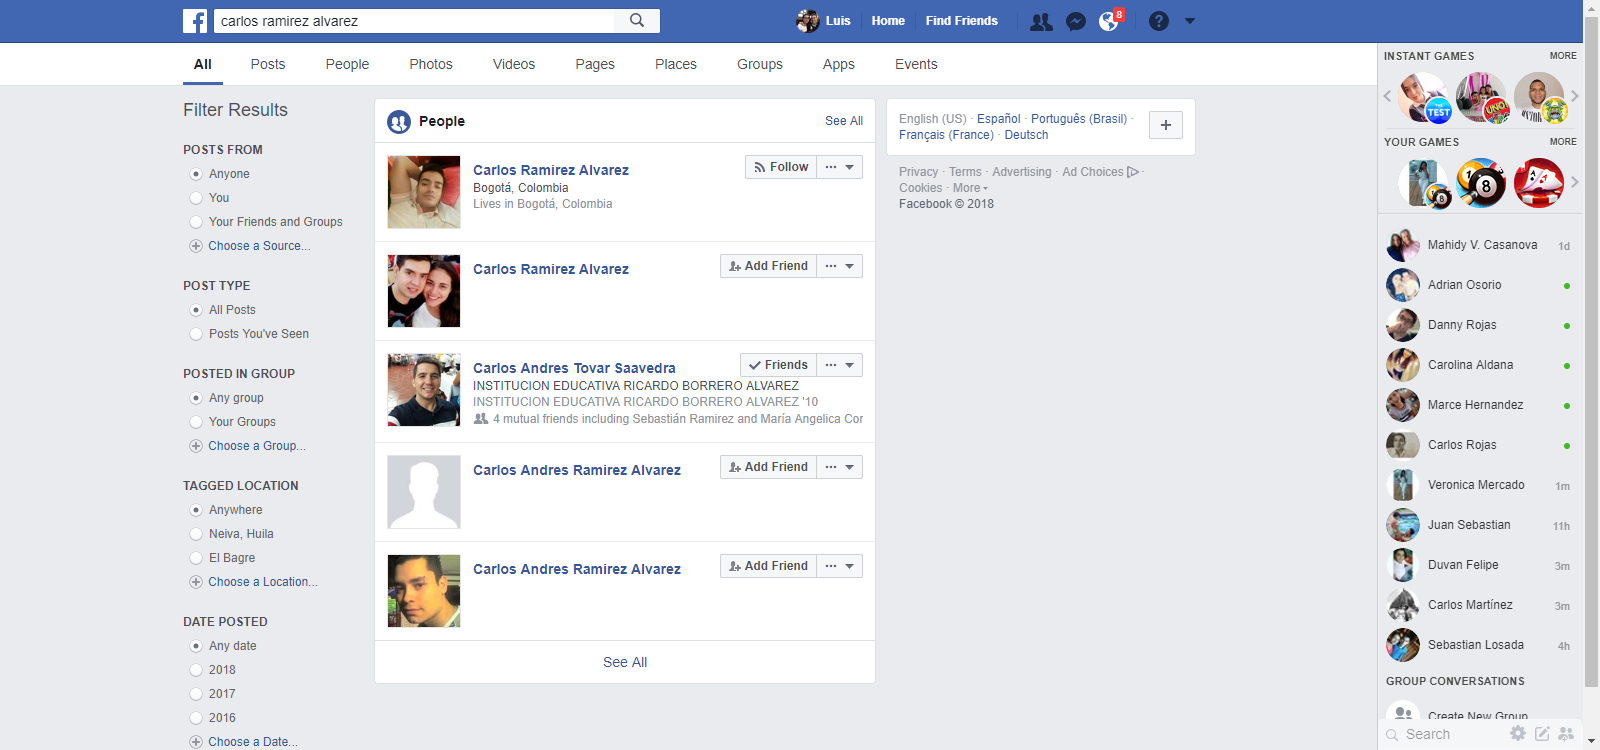 carlos ramirez alvarez
Luis
Home
Find Friends
8
?
All
Posts
People
Photos
Videos
Pages
Places
Groups
Apps
Events
Filter Results
POSTS FROM
Anyone
You
Your Friends and Groups
Choose a Source...
POST TYPE
All Posts
Posts You've Seen
POSTED IN GROUP
Any group
Your Groups
Choose a Group...
TAGGED LOCATION
Anywhere
Neiva, Huila
El Bagre
Choose a Location...
DATE POSTED
Any date
2018
2017
2016
Choose a Date...
People
See All
Carlos Ramirez Alvarez
Follow
Bogotá, Colombia
Lives in Bogotá, Colombia
Carlos Ramirez Alvarez
Add Friend
Carlos Andres Tovar Saavedra
Friends
INSTITUCION EDUCATIVA RICARDO BORRERO ALVAREZ
INSTITUCION EDUCATIVA RICARDO BORRERO ALVAREZ '10
4 mutual friends including Sebastián Ramirez and María Angelica Cor
Carlos Andres Ramirez Alvarez
Add Friend
Carlos Andres Ramirez Alvarez
Add Friend
See All
English (US) · Español · Português (Brasil) ·
Français (France) · Deutsch
Privacy · Terms · Advertising · Ad Choices ·
Cookies · More
Facebook © 2018
INSTANT GAMES
MORE
THE TEST
UNO
YOUR GAMES
MORE
8
8
A A
Mahidy V. Casanova 1d
Adrian Osorio
Danny Rojas
Carolina Aldana
Marce Hernandez
Carlos Rojas
Veronica Mercado 1m
Juan Sebastian 11h
Duvan Felipe 3m
Carlos Martínez 3m
Sebastian Losada 4h
GROUP CONVERSATIONS
Create New Group
Search